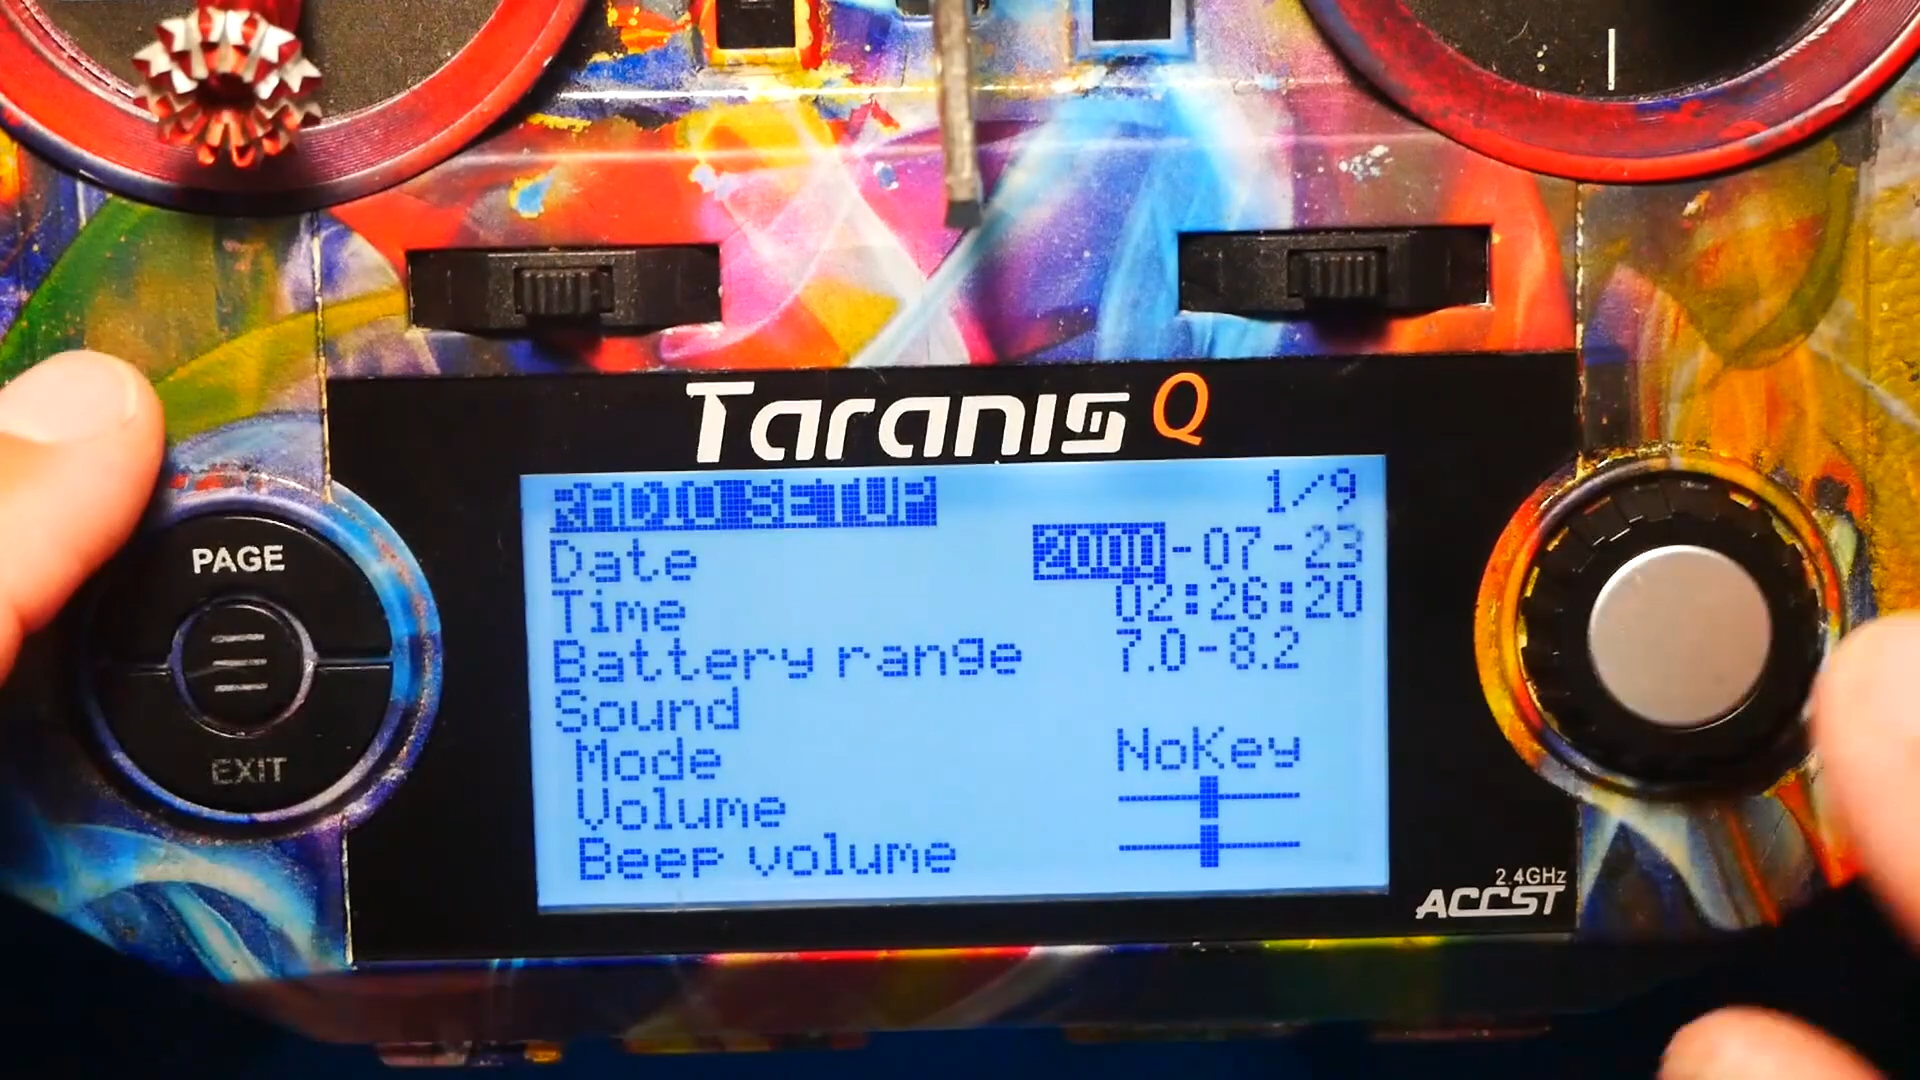 Taranis Q
RADIO SETUP 1/9
Date 2000-07-23
Time 02:26:20
Battery range 7.0-8.2
Sound
Mode NoKey
Volume
Beep volume
PAGE
EXIT
2.4GHz
ACCST